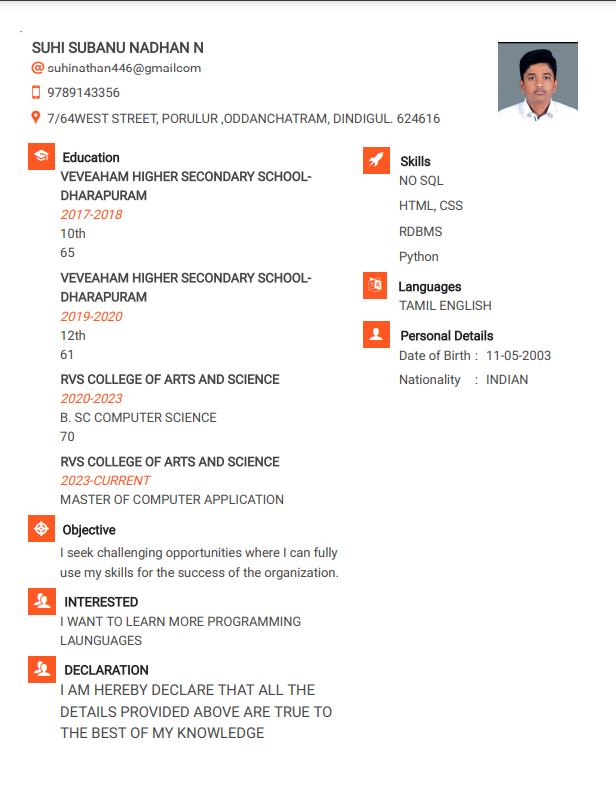 SUHI SUBANU NADHAN N
suhinathan446@gmailcom
9789143356
7/64WEST STREET, PORULUR ,ODDANCHATRAM, DINDIGUL. 624616
Education
VEVEAHAM HIGHER SECONDARY SCHOOL-
DHARAPURAM
2017-2018
10th
65
VEVEAHAM HIGHER SECONDARY SCHOOL-
DHARAPURAM
2019-2020
12th
61
RVS COLLEGE OF ARTS AND SCIENCE
2020-2023
B. SC COMPUTER SCIENCE
70
RVS COLLEGE OF ARTS AND SCIENCE
2023-CURRENT
MASTER OF COMPUTER APPLICATION
Objective
I seek challenging opportunities where I can fully
use my skills for the success of the organization.
INTERESTED
I WANT TO LEARN MORE PROGRAMMING
LAUNGUAGES
DECLARATION
I AM HEREBY DECLARE THAT ALL THE
DETAILS PROVIDED ABOVE ARE TRUE TO
THE BEST OF MY KNOWLEDGE
Skills
NO SQL
HTML, CSS
RDBMS
Python
Languages
TAMIL ENGLISH
Personal Details
Date of Birth : 11-05-2003
Nationality : INDIAN